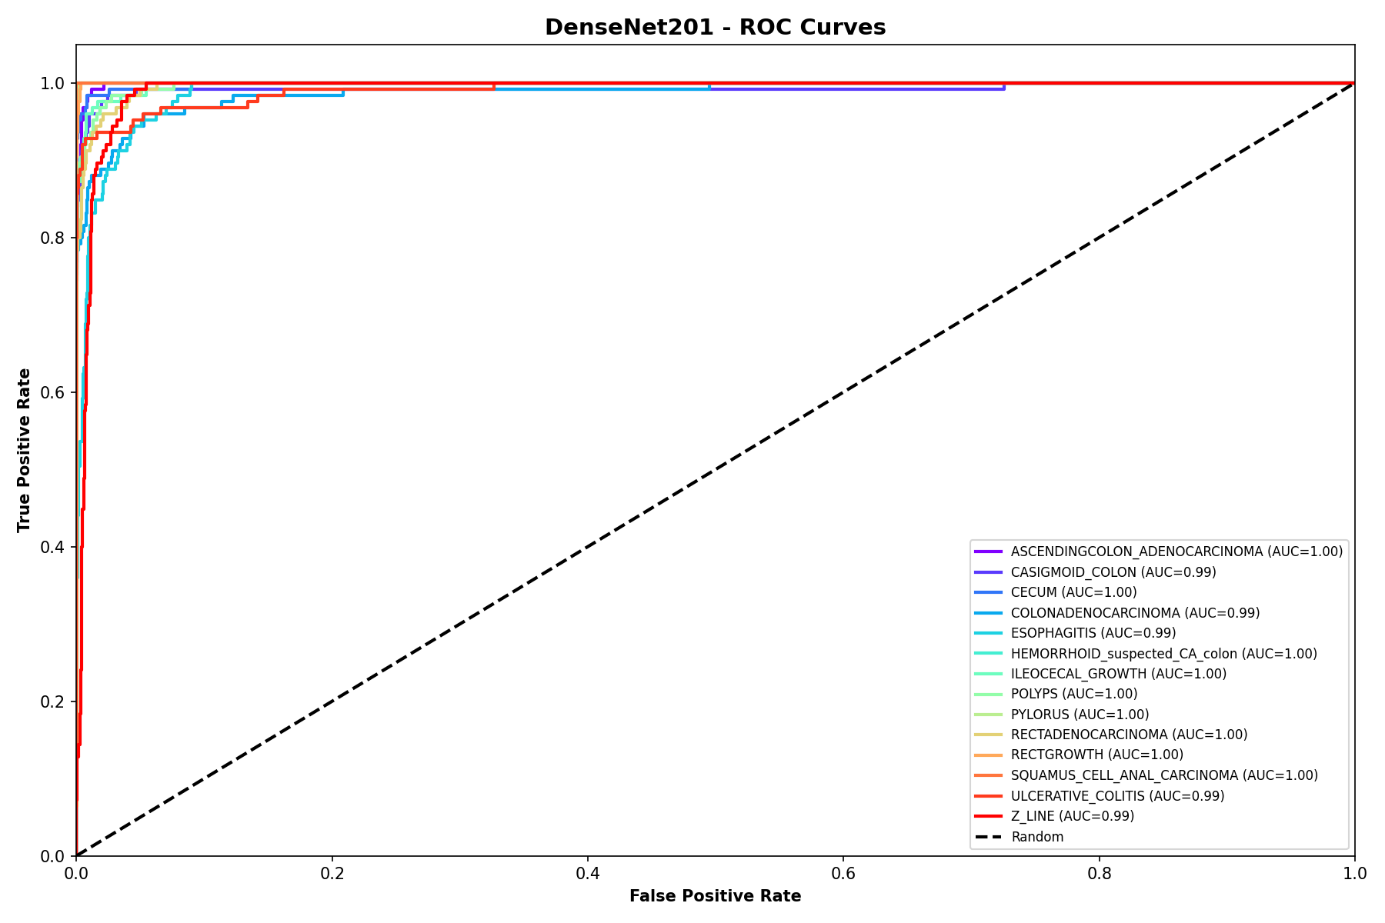 DenseNet201 - ROC Curves
1.0
0.8
0.6
0.4
0.2
0.0
True Positive Rate
ASCENDINGCOLON_ADENOCARCINOMA (AUC=1.00)
CASIGMOID_COLON (AUC=0.99)
CECUM (AUC=1.00)
COLONADENOCARCINOMA (AUC=0.99)
ESOPHAGITIS (AUC=0.99)
HEMORRHOID_suspected_CA_colon (AUC=1.00)
ILEOCECAL_GROWTH (AUC=1.00)
POLYPS (AUC=1.00)
PYLORUS (AUC=1.00)
RECTADENOCARCINOMA (AUC=1.00)
RECTGROWTH (AUC=1.00)
SQUAMUS_CELL_ANAL_CARCINOMA (AUC=1.00)
ULCERATIVE_COLITIS (AUC=0.99)
Z_LINE (AUC=0.99)
Random
0.0 0.2 0.4 0.6 0.8 1.0
False Positive Rate